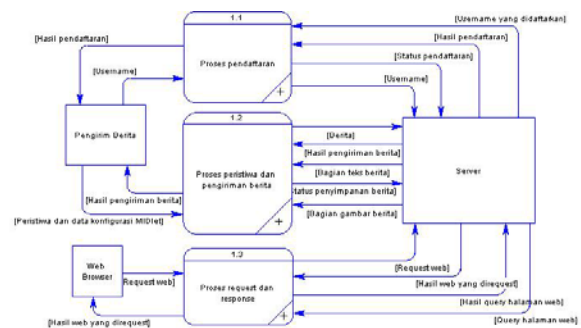 1.1
[Username yang didaftarkan]
[Hasil pendaftaran]
[Hasil pendaftaran]
Proses pendaftaran
[Status pendaftaran]
[Username]
[Username]
+
1.2
Pengirim Berita
[Berita]
[Hasil pengiriman berita]
Proses peristiwa dan
pengiriman berita
[Bagian teks berita]
Server
[Hasil pengiriman berita]
Status penyimpanan berita]
[Bagian gambar berita]
[Peristiwa dan data konfigurasi MIDlet]
+
1.3
Web
Browser
Request web]
Proses request dan
response
[Request web]
[Hasil web yang direquest]
[Hasil query halaman web]
[Hasil web yang direquest]
+
[Query halaman web]